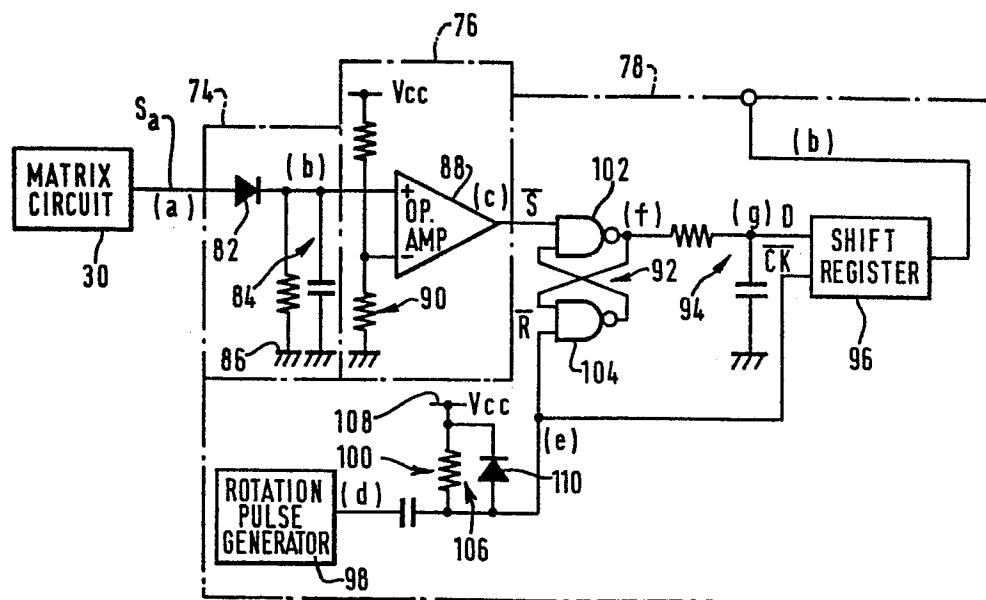 76
74
Vcc
78
Sa
(b)
(b)
MATRIX
CIRCUIT
(a)
88
(c)
S̅
102
(f)
(g)
D
+
OP.
AMP
−
C̅K̅
SHIFT
REGISTER
30
82
84
90
92
94
96
R̅
86
104
108
Vcc
(e)
100
110
(d)
106
ROTATION
PULSE
GENERATOR
98